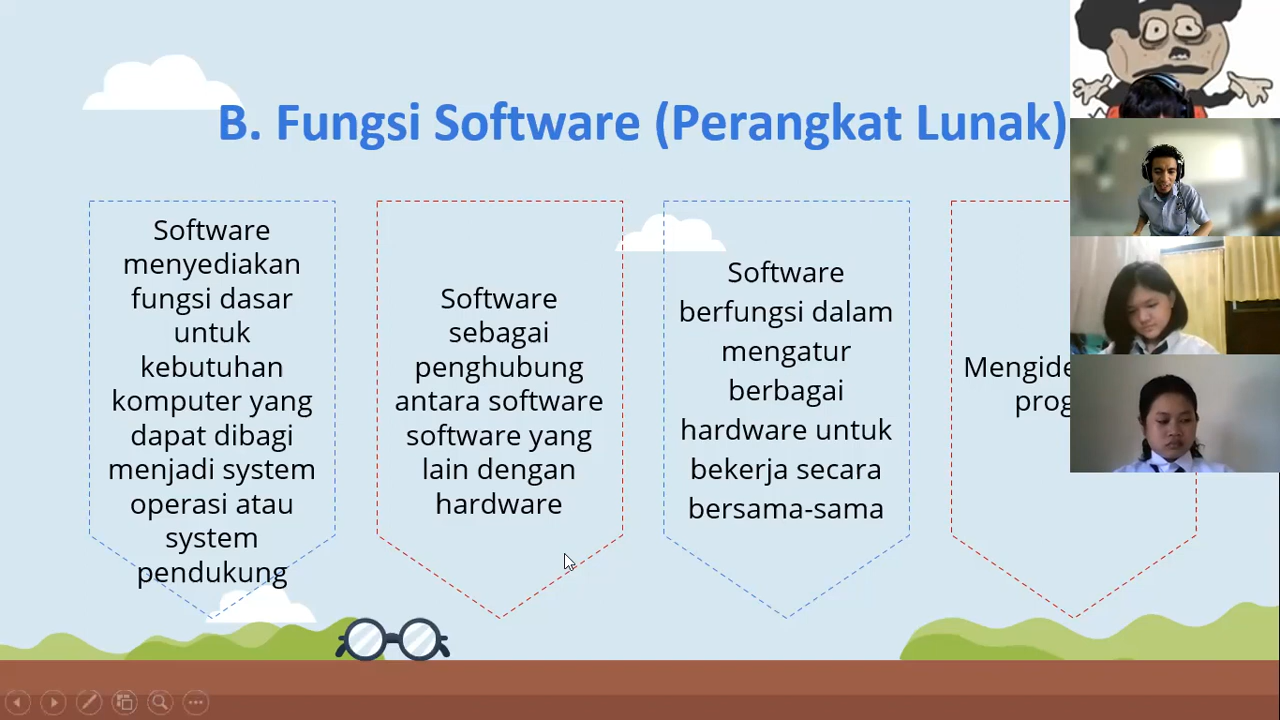 B. Fungsi Software (Perangkat Lunak)
Software
menyediakan
fungsi dasar
untuk
kebutuhan
komputer yang
dapat dibagi
menjadi system
operasi atau
system
pendukung
Software
sebagai
penghubung
antara software
software yang
lain dengan
hardware
Software
berfungsi dalam
mengatur
berbagai
hardware untuk
bekerja secara
bersama-sama